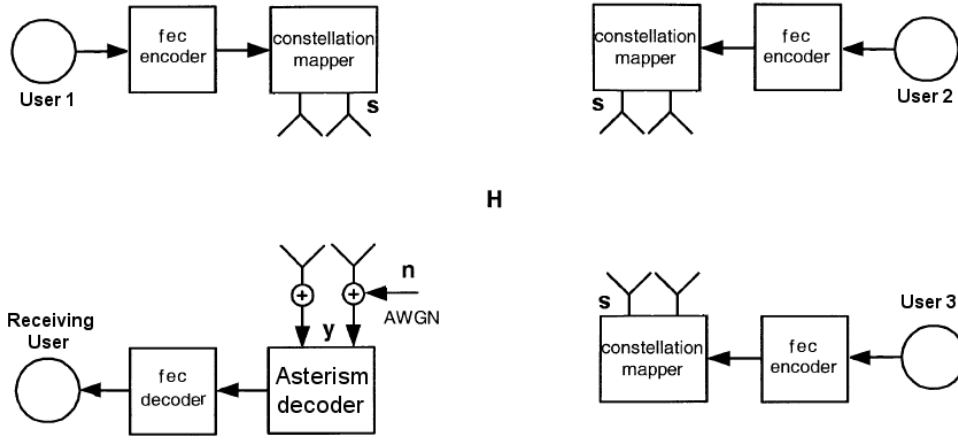 User 1
fec
encoder
constellation
mapper
s
constellation
mapper
s
fec
encoder
User 2
H
Receiving
User
fec
decoder
Asterism
decoder
y
n
AWGN
s
constellation
mapper
fec
encoder
User 3